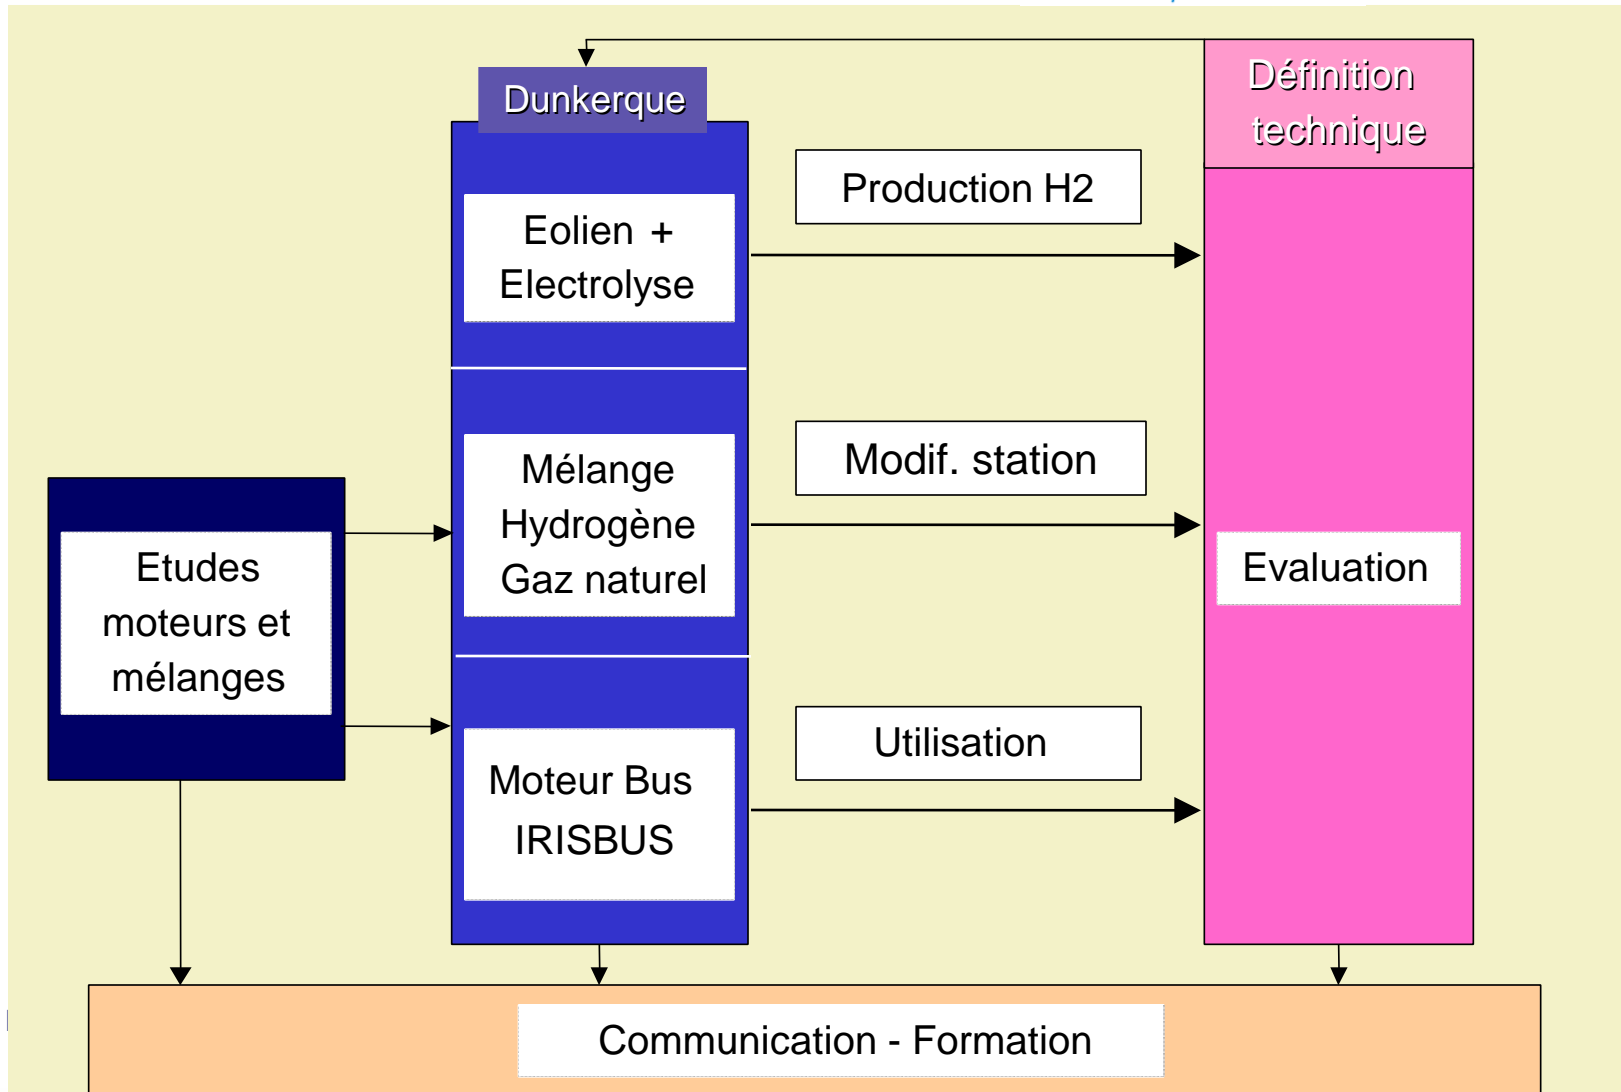 Dunkerque
Définition
technique
Production H2
Eolien +
Electrolyse
Modif. station
Mélange
Hydrogène
Gaz naturel
Etudes
moteurs et
mélanges
Evaluation
Utilisation
Moteur Bus
IRISBUS
Communication - Formation